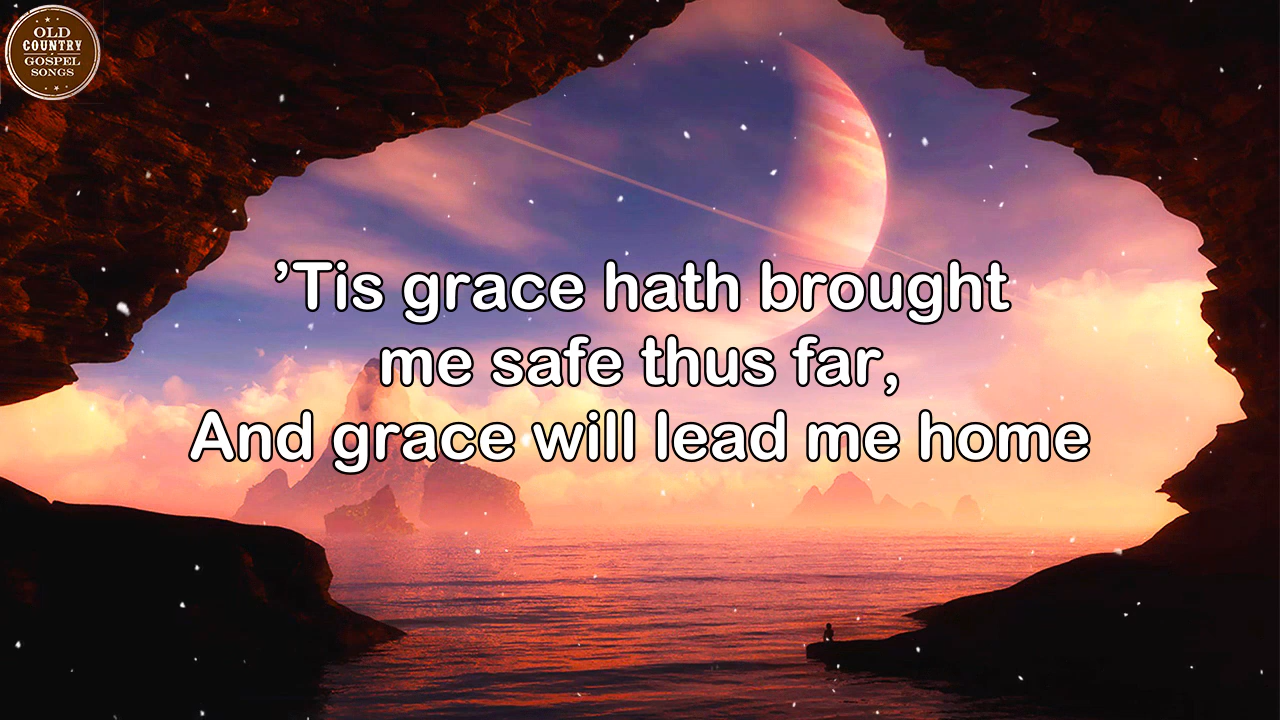 OLD
COUNTRY
GOSPEL
SONGS
’Tis grace hath brought
me safe thus far,
And grace will lead me home